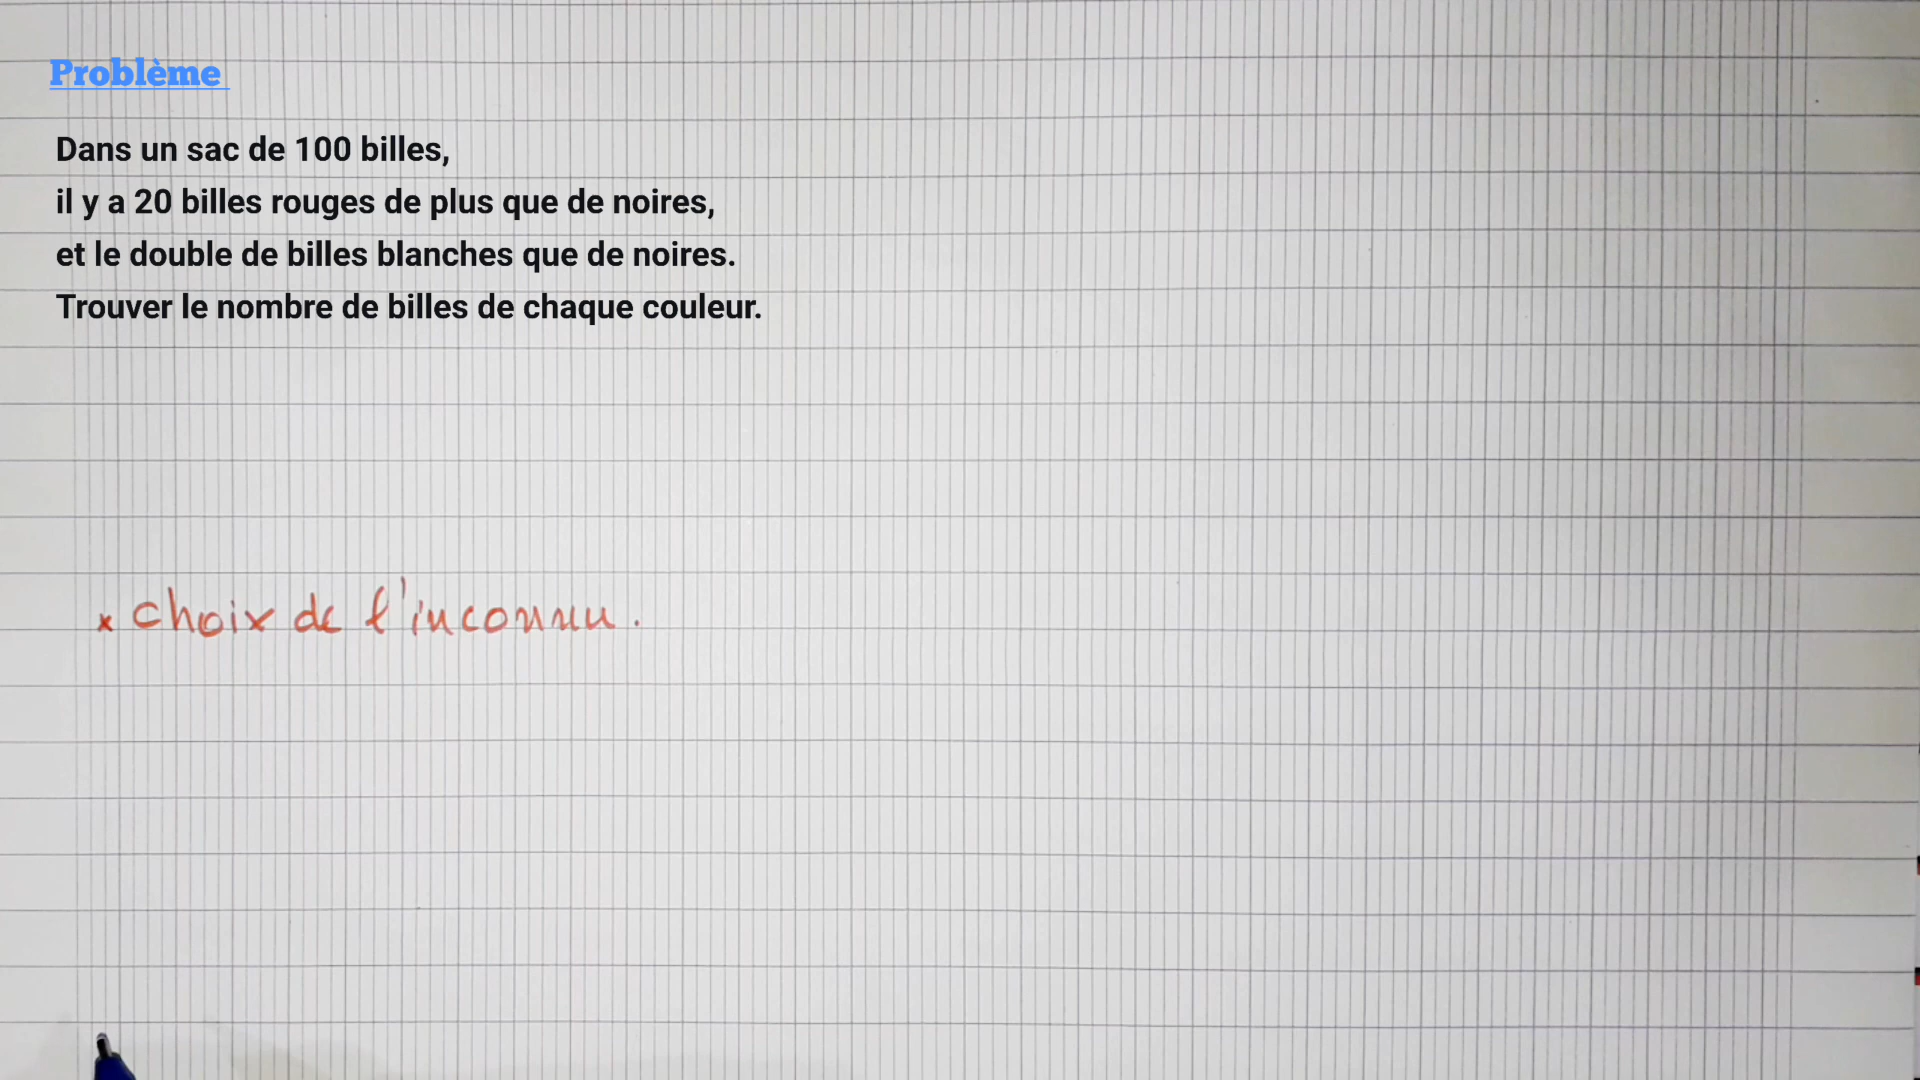 Problème
Dans un sac de 100 billes,
il y a 20 billes rouges de plus que de noires,
et le double de billes blanches que de noires.
Trouver le nombre de billes de chaque couleur.
x choix de l'inconnu.